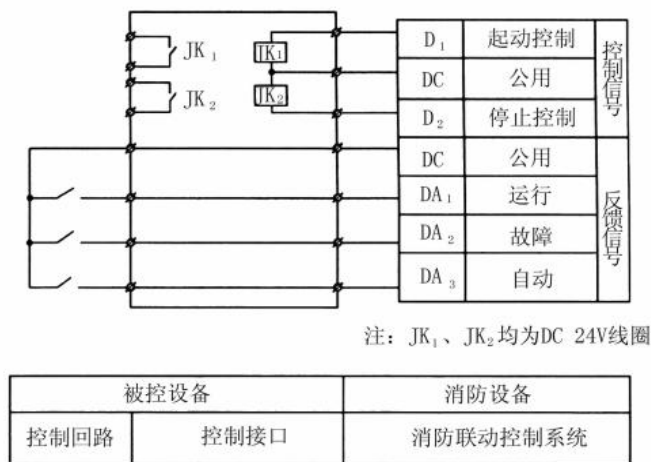 D₁ 起动控制
JK₁ JK₁
DC 公用
JK₂ JK₂
D₂ 停止控制
控制信号
DC 公用
DA₁ 运行
DA₂ 故障
DA₃ 自动
反馈信号
注：JK₁、JK₂均为DC 24V线圈
被控设备 消防设备
控制回路 控制接口 消防联动控制系统